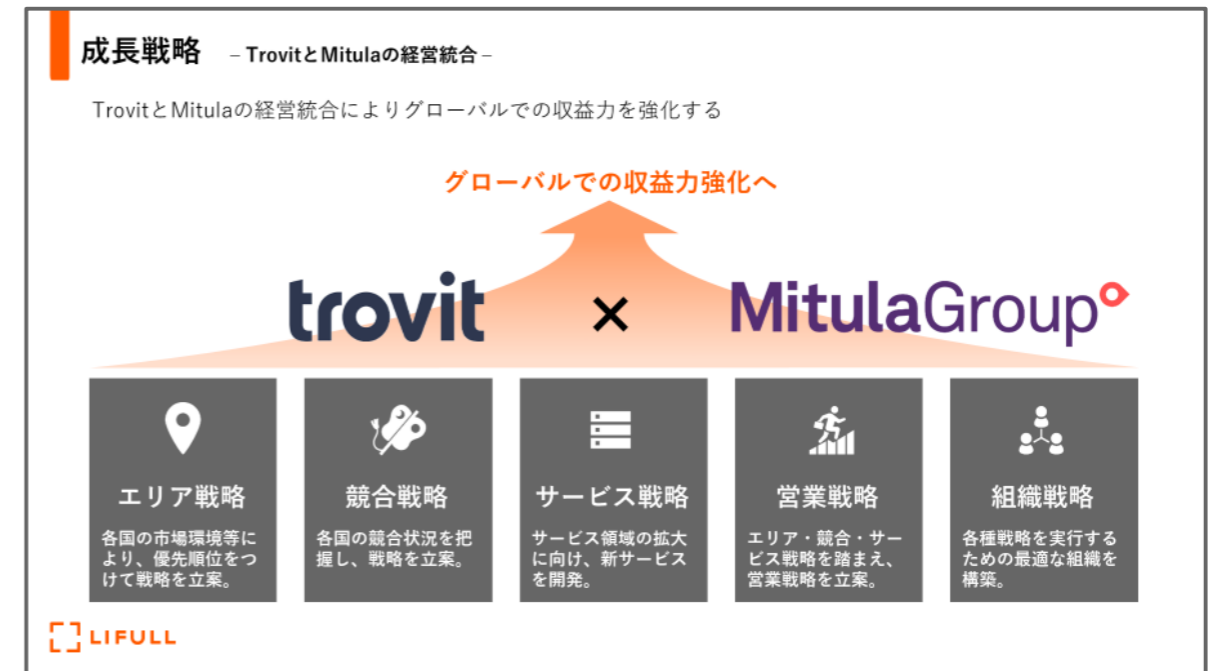 成長戦略 – TrovitとMitulaの経営統合 –
TrovitとMitulaの経営統合によりグローバルでの収益力を強化する
グローバルでの収益力強化へ
trovit × MitulaGroup
エリア戦略
各国の市場環境等に
より、優先順位をつ
けて戦略を立案。
競合戦略
各国の競合状況を把
握し、戦略を立案。
サービス戦略
サービス領域の拡大
に向け、新サービス
を開発。
営業戦略
エリア・競合・サー
ビス戦略を踏まえ、
営業戦略を立案。
組織戦略
各種戦略を実行する
ための最適な組織を
構築。
LIFULL